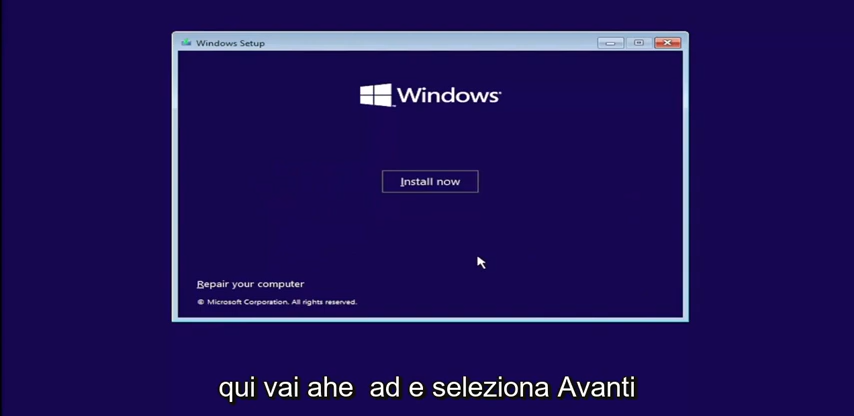 Windows Setup
Windows
Install now
Repair your computer
© Microsoft Corporation. All rights reserved.
qui vai ahe ad e seleziona Avanti